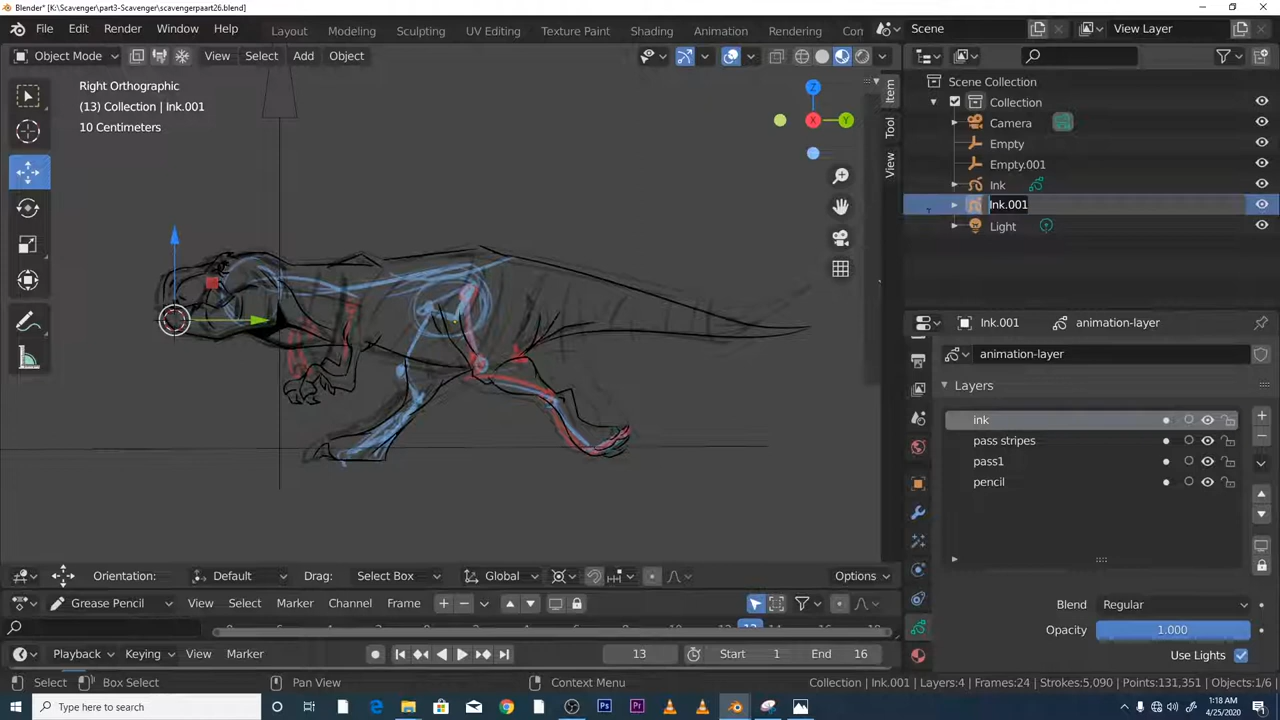 Blender* [K:\Scavenger\part3-Scavenger\scavengerpaart26.blend]
File Edit Render Window Help Layout Modeling Sculpting UV Editing Texture Paint Shading Animation Rendering Com Scene View Layer
Object Mode View Select Add Object
Right Orthographic
(13) Collection | Ink.001
10 Centimeters
Z
X
Y
Item
Tool
View
Scene Collection
Collection
Camera
Empty
Empty.001
Ink
Ink.001
Light
Ink.001 animation-layer
animation-layer
Layers
ink
pass stripes
pass1
pencil
Blend Regular
Opacity 1.000
Use Lights
Orientation: Default Drag: Select Box Global Options
Grease Pencil View Select Marker Channel Frame
13
Playback Keying View Marker 13 Start 1 End 16
Select Box Select Pan View Context Menu Collection | Ink.001 | Layers:4 | Frames:24 | Strokes:5,090 | Points:131,351 | Objects:1/6
Type here to search
1:18 AM
4/25/2020